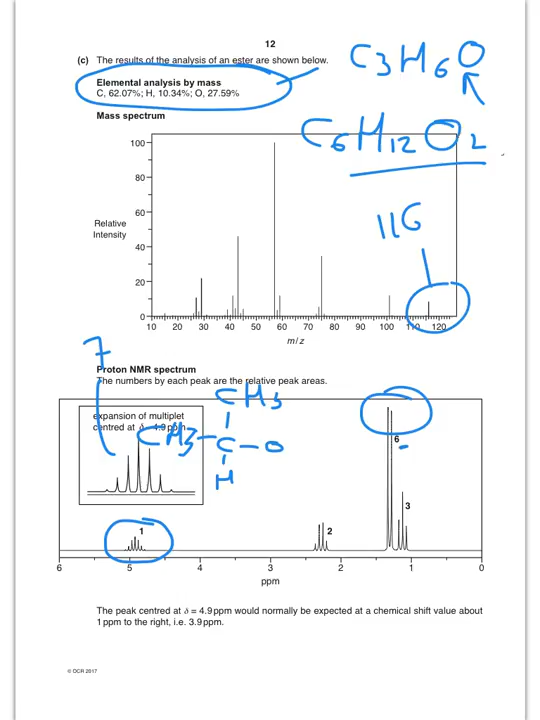 12
(c) The results of the analysis of an ester are shown below.
C3H6O
Elemental analysis by mass
C, 62.07%; H, 10.34%; O, 27.59%
Mass spectrum
C6H12O2
100
80
60
40
20
0
Relative
Intensity
116
10 20 30 40 50 60 70 80 90 100 110 120
m / z
7
Proton NMR spectrum
The numbers by each peak are the relative peak areas.
expansion of multiplet
centred at δ 4.9 ppm
CH3
CH3-C-O
H
1
2
6
3
6 5 4 3 2 1 0
ppm
The peak centred at δ = 4.9 ppm would normally be expected at a chemical shift value about
1 ppm to the right, i.e. 3.9 ppm.
© OCR 2017